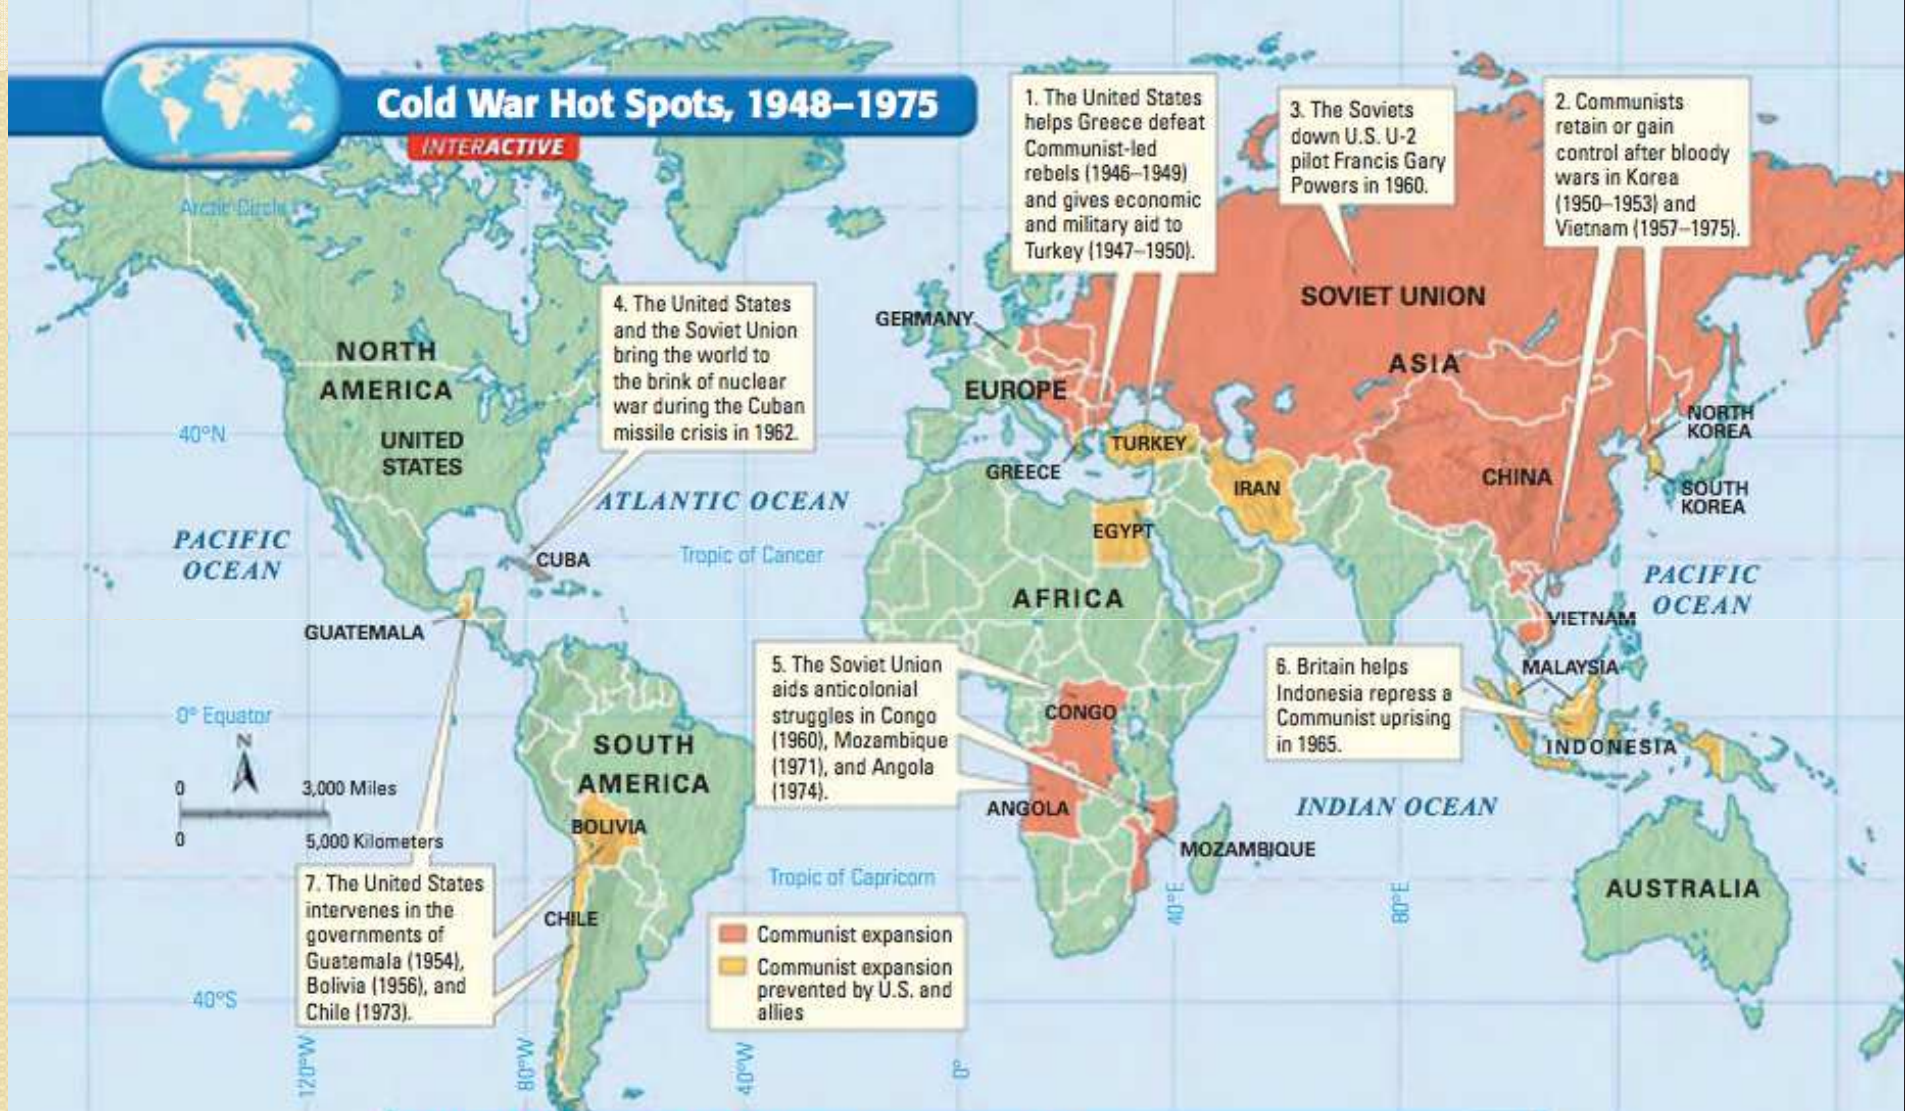 Cold War Hot Spots, 1948–1975
INTERACTIVE
1. The United States
helps Greece defeat
Communist-led
rebels (1946–1949)
and gives economic
and military aid to
Turkey (1947–1950).
3. The Soviets
down U.S. U-2
pilot Francis Gary
Powers in 1960.
2. Communists
retain or gain
control after bloody
wars in Korea
(1950–1953) and
Vietnam (1957–1975).
Arctic Circle
4. The United States
and the Soviet Union
bring the world to
the brink of nuclear
war during the Cuban
missile crisis in 1962.
SOVIET UNION
GERMANY
NORTH
AMERICA
ASIA
EUROPE
40°N
UNITED
STATES
NORTH
KOREA
TURKEY
GREECE
IRAN
CHINA
SOUTH
KOREA
ATLANTIC OCEAN
EGYPT
PACIFIC
OCEAN
Tropic of Cancer
CUBA
PACIFIC
OCEAN
AFRICA
VIETNAM
GUATEMALA
5. The Soviet Union
aids anticolonial
struggles in Congo
(1960), Mozambique
(1971), and Angola
(1974).
6. Britain helps
Indonesia repress a
Communist uprising
in 1965.
MALAYSIA
CONGO
0° Equator
N
SOUTH
AMERICA
INDONESIA
0 3,000 Miles
0 5,000 Kilometers
ANGOLA
INDIAN OCEAN
BOLIVIA
MOZAMBIQUE
7. The United States
intervenes in the
governments of
Guatemala (1954),
Bolivia (1956), and
Chile (1973).
Tropic of Capricorn
40°E
80°E
AUSTRALIA
CHILE
Communist expansion
Communist expansion
prevented by U.S. and
allies
40°S
120°W
80°W
40°W
0°